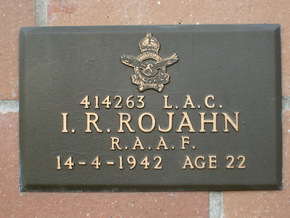 414263 L.A.C.
I. R. ROJAHN
R. A. A. F.
14-4-1942 AGE 22